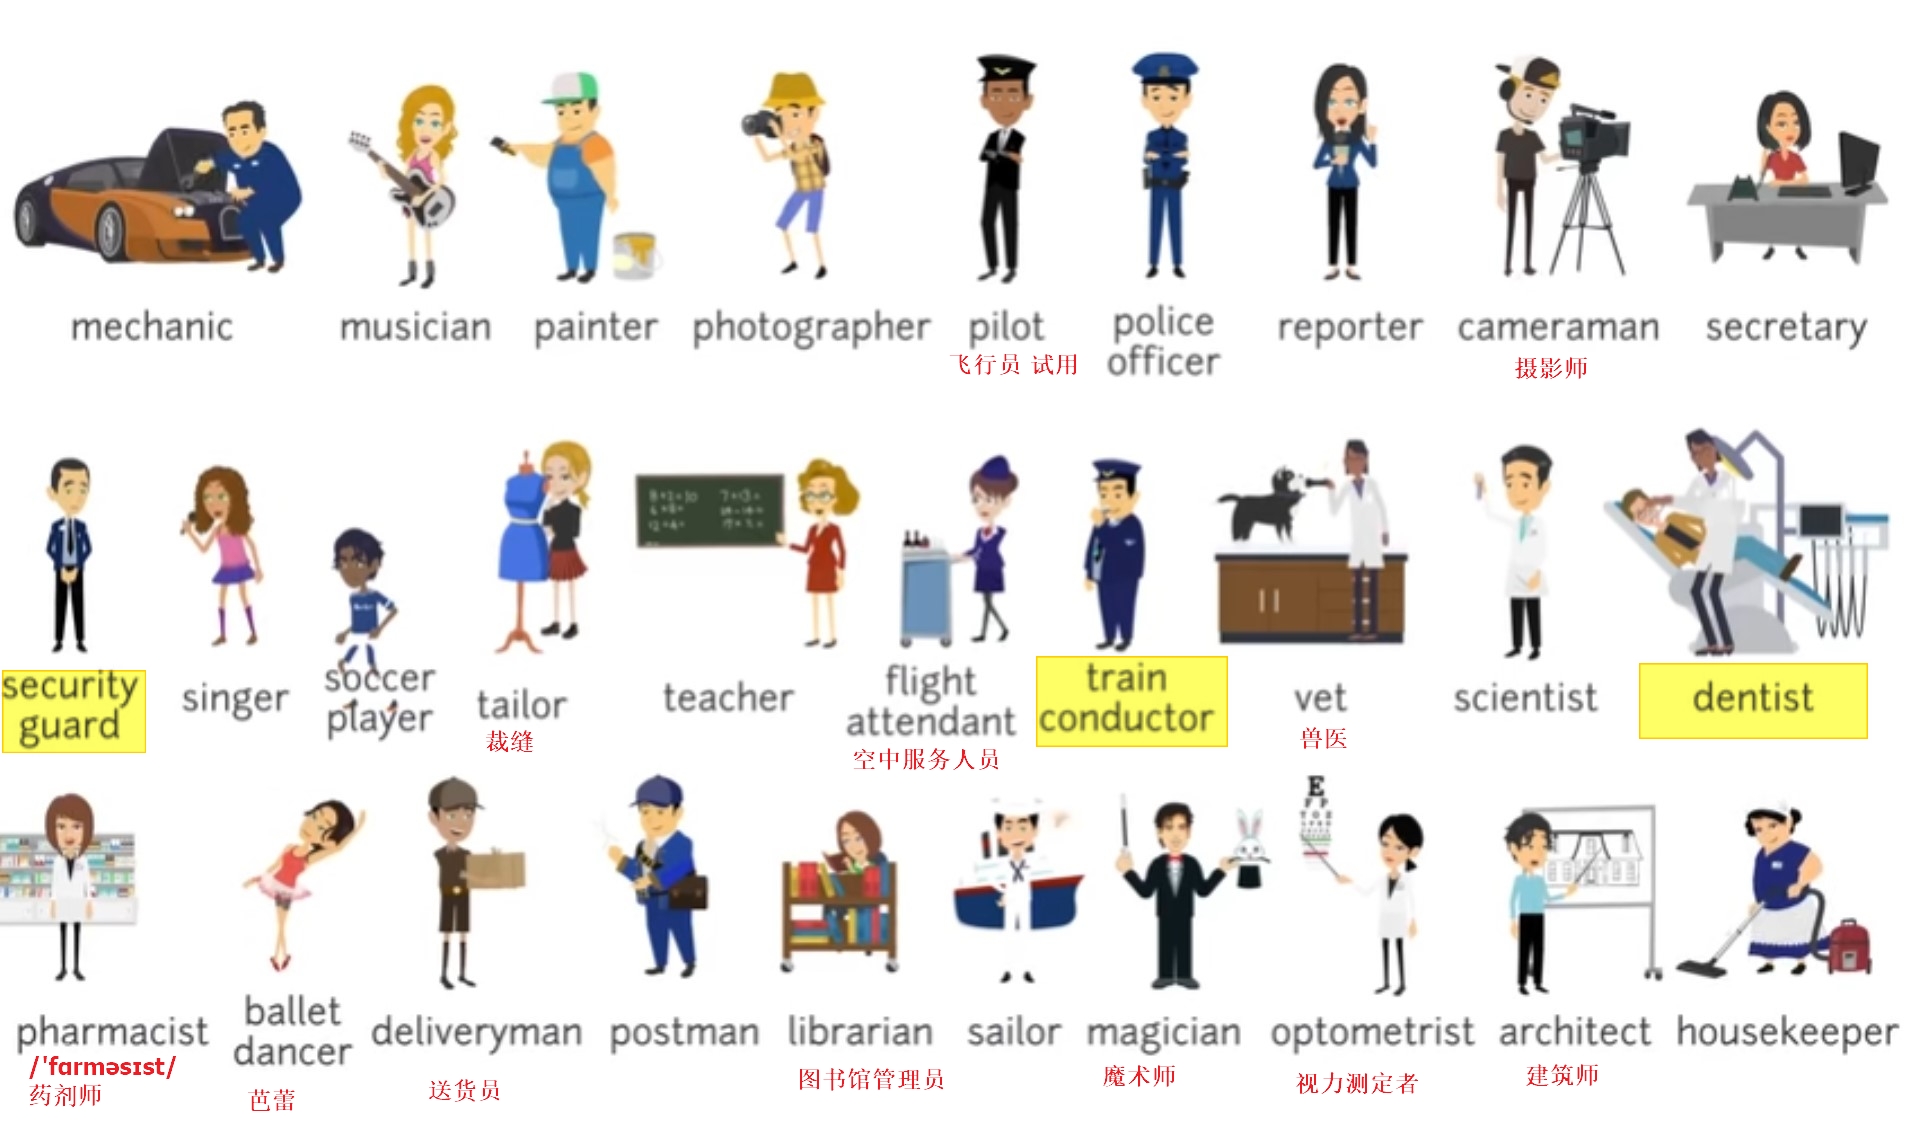 mechanic
musician
painter
photographer
pilot
飞行员 试用
police
officer
reporter
cameraman
摄影师
secretary
security
guard
singer
soccer
player
tailor
裁缝
teacher
flight
attendant
空中服务人员
train
conductor
vet
兽医
scientist
dentist
E
F P
T O Z
pharmacist
/ˈfɑrməsɪst/
药剂师
ballet
dancer
芭蕾
deliveryman
送货员
postman
librarian
图书馆管理员
sailor
magician
魔术师
optometrist
视力测定者
architect
建筑师
housekeeper